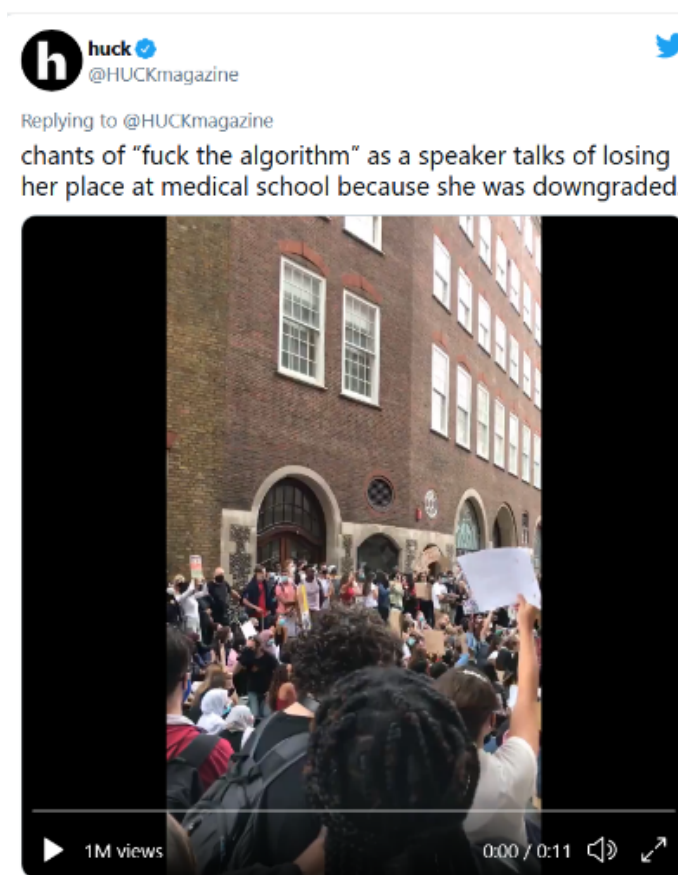 h
huck
@HUCKmagazine
Replying to @HUCKmagazine
chants of “fuck the algorithm” as a speaker talks of losing
her place at medical school because she was downgraded
1M views
0:00 / 0:11